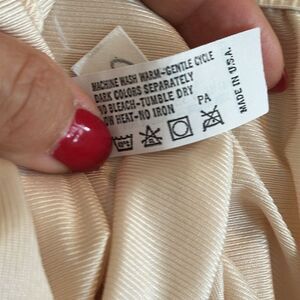 MACHINE WASH WARM-GENTLE CYCLE
DARK COLORS SEPARATELY
NO BLEACH-TUMBLE DRY
LOW HEAT-NO IRON
PA
MADE IN U.S.A.